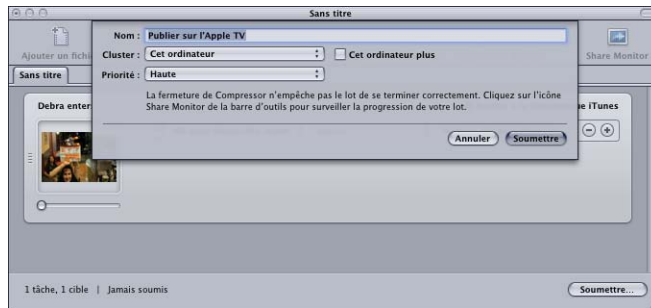 Sans titre
Nom : Publier sur l'Apple TV
Ajouter un fichi
Cluster : Cet ordinateur
Cet ordinateur plus
Share Monitor
Sans titre
Priorité : Haute
La fermeture de Compressor n'empêche pas le lot de se terminer correctement. Cliquez sur l'icône
Share Monitor de la barre d'outils pour surveiller la progression de votre lot.
Debra enter
ue iTunes
Annuler
Soumettre
1 tâche, 1 cible | Jamais soumis
Soumettre...